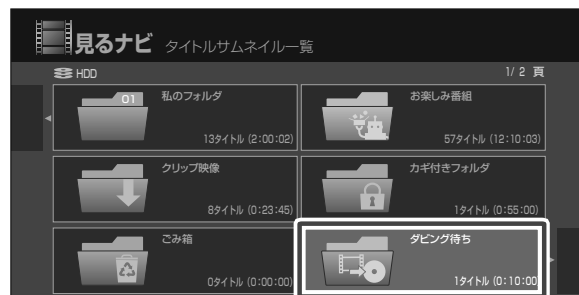 見るナビ タイトルサムネイル一覧
HDD 1/2 頁
01 私のフォルダ
13タイトル (2:00:02)
お楽しみ番組
57タイトル (12:10:03)
クリップ映像
8タイトル (0:23:45)
カギ付きフォルダ
1タイトル (0:55:00)
ごみ箱
0タイトル (0:00:00)
ダビング待ち
1タイトル (0:10:00